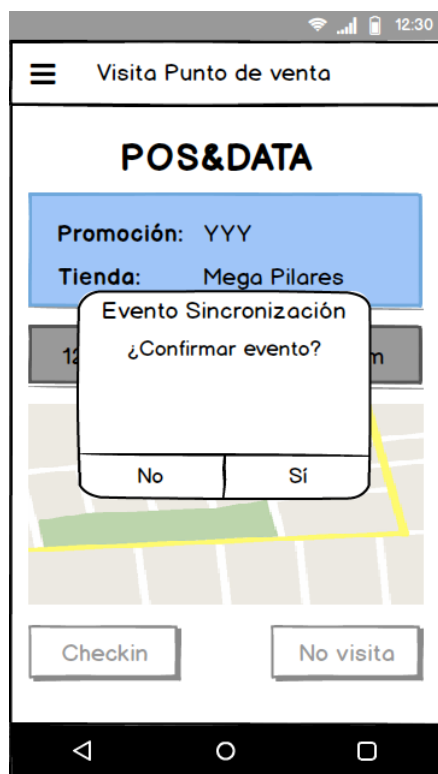 12:30
Visita Punto de venta
POS&DATA
Promoción: YYY
Tienda: Mega Pilares
Evento Sincronización
¿Confirmar evento?
No Sí
Checkin No visita